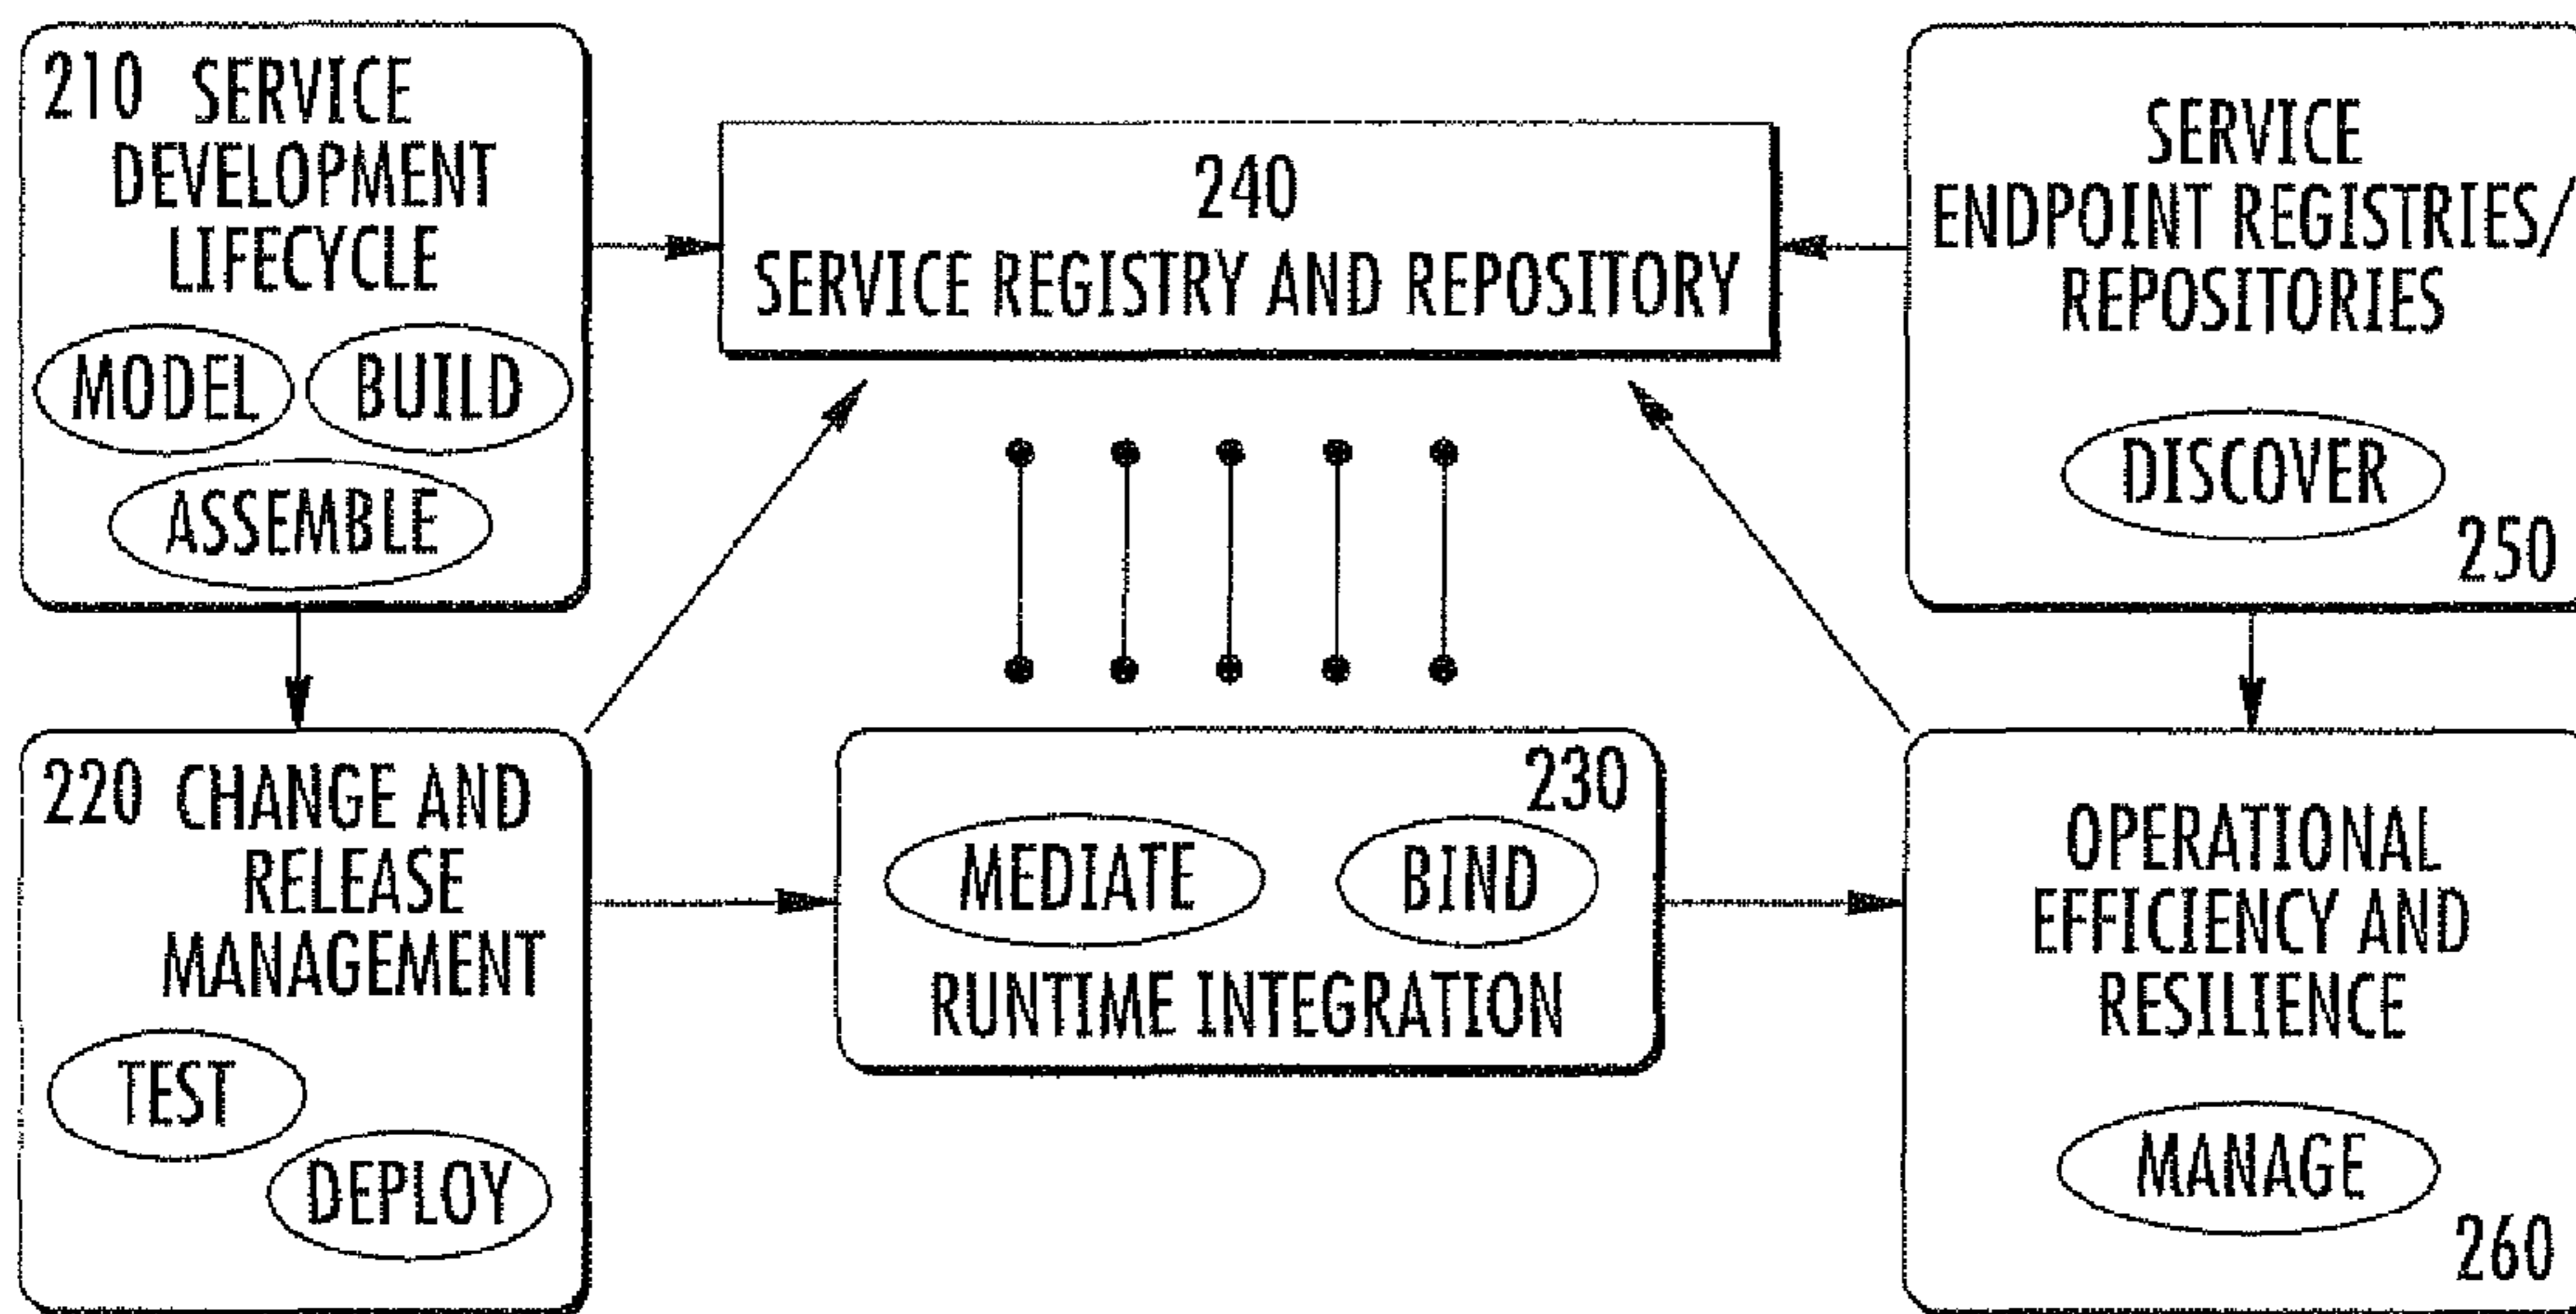 210 SERVICE
DEVELOPMENT
LIFECYCLE
MODEL BUILD
ASSEMBLE
240
SERVICE REGISTRY AND REPOSITORY
SERVICE
ENDPOINT REGISTRIES/
REPOSITORIES
DISCOVER
250
220 CHANGE AND
RELEASE
MANAGEMENT
TEST
DEPLOY
230
MEDIATE BIND
RUNTIME INTEGRATION
OPERATIONAL
EFFICIENCY AND
RESILIENCE
MANAGE
260